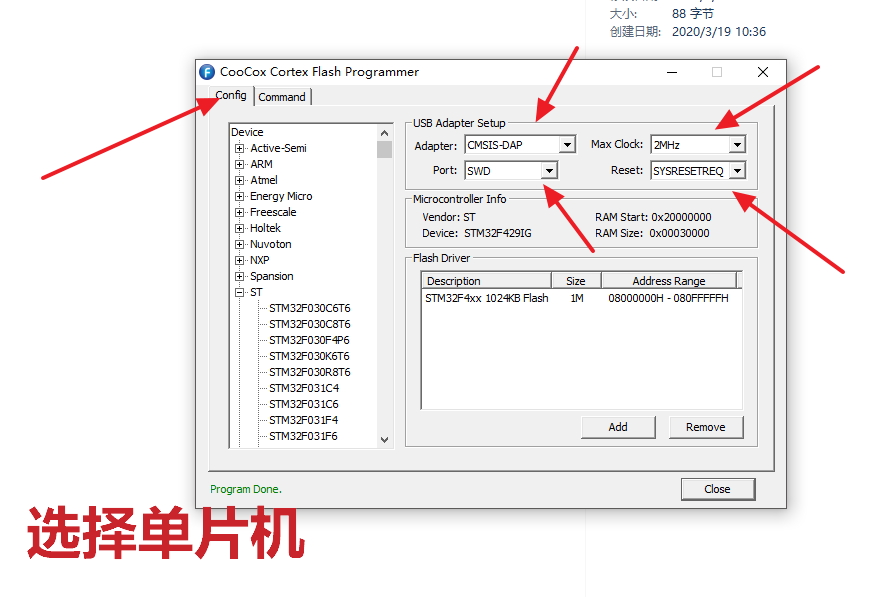 大小: 88 字节
创建日期: 2020/3/19 10:36
CooCox Cortex Flash Programmer
Config Command
Device
Active-Semi
ARM
Atmel
Energy Micro
Freescale
Holtek
Nuvoton
NXP
Spansion
ST
STM32F030C6T6
STM32F030C8T6
STM32F030F4P6
STM32F030K6T6
STM32F030R8T6
STM32F031C4
STM32F031C6
STM32F031F4
STM32F031F6
USB Adapter Setup
Adapter: CMSIS-DAP Max Clock: 2MHz
Port: SWD Reset: SYSRESETREQ
Microcontroller Info
Vendor: ST RAM Start: 0x20000000
Device: STM32F429IG RAM Size: 0x00030000
Flash Driver
Description Size Address Range
STM32F4xx 1024KB Flash 1M 08000000H - 080FFFFFH
Add Remove
Program Done. Close
选择单片机